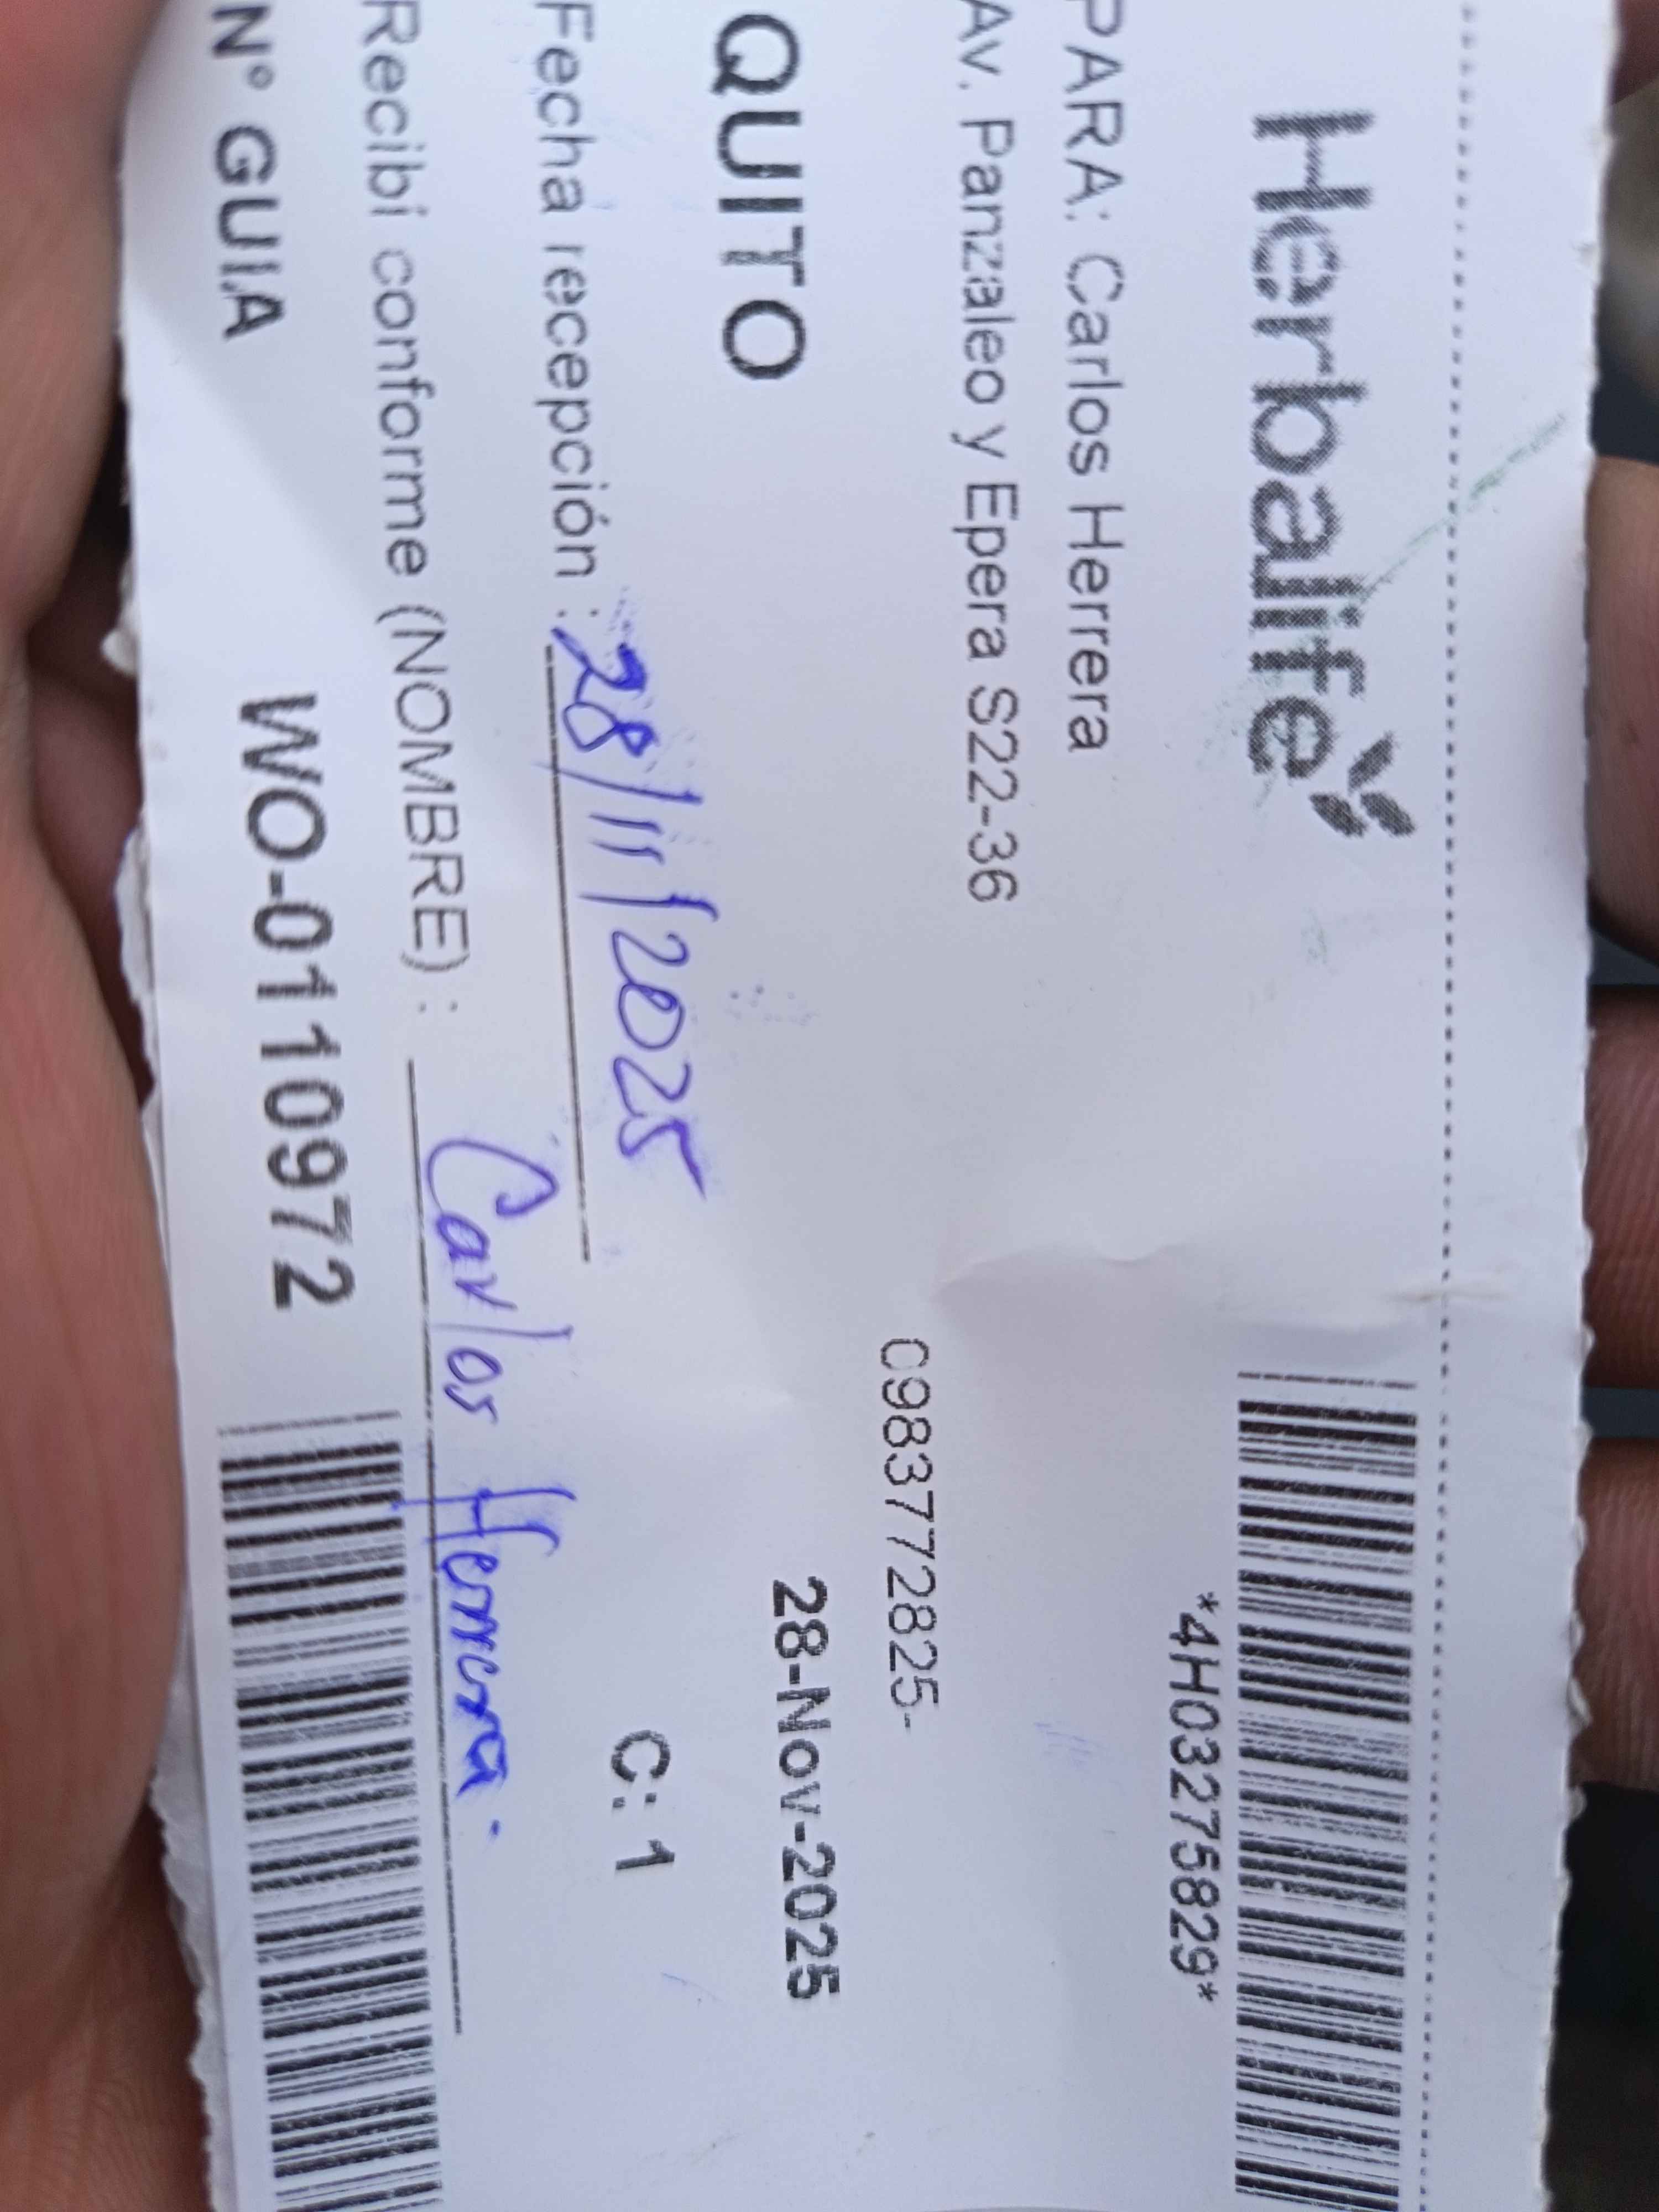 Herbalife
*4H03275829*
PARA: Carlos Herrera
Av. Panzaleo y Epera S22-36
0983772825-
QUITO
28-Nov-2025
C: 1
Fecha recepción : 28/11/2025
Recibi conforme (NOMBRE) : Carlos Herrera.
N° GUIA WO-0110972